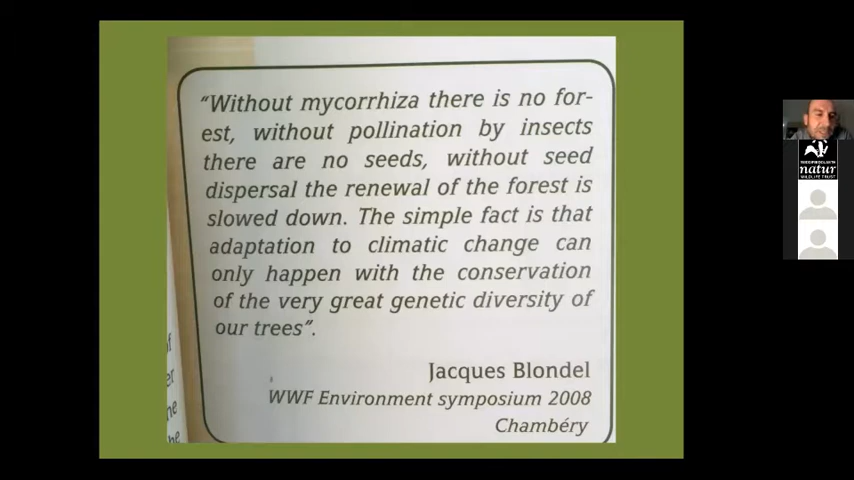 “Without mycorrhiza there is no for-
est, without pollination by insects
there are no seeds, without seed
dispersal the renewal of the forest is
slowed down. The simple fact is that
adaptation to climatic change can
only happen with the conservation
of the very great genetic diversity of
our trees”.
Jacques Blondel
WWF Environment symposium 2008
Chambéry
natur
WILDLIFE TRUST